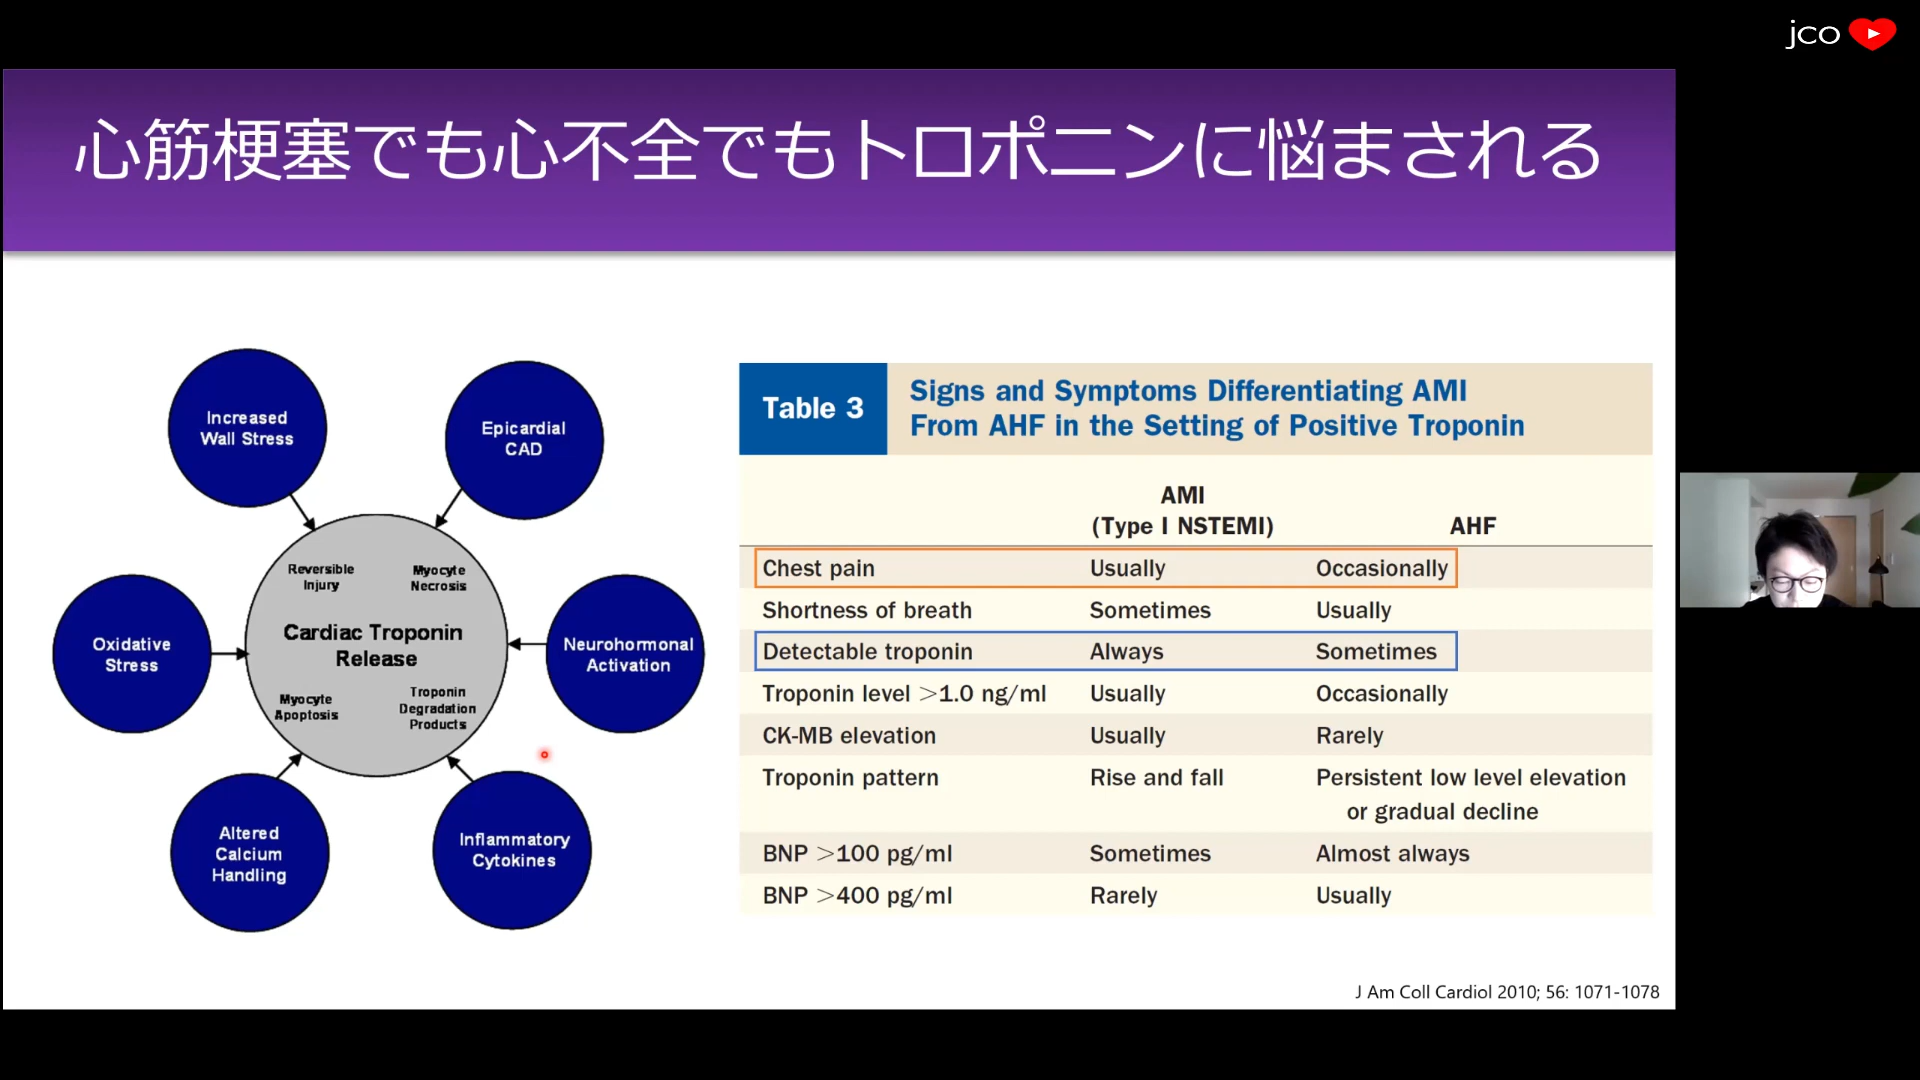 jco
心筋梗塞でも心不全でもトロポニンに悩まされる
Increased
Wall Stress
Epicardial
CAD
Oxidative
Stress
Neurohormonal
Activation
Altered
Calcium
Handling
Inflammatory
Cytokines
Reversible
Injury
Myocyte
Necrosis
Cardiac Troponin
Release
Myocyte
Apoptosis
Troponin
Degradation
Products
Table 3
Signs and Symptoms Differentiating AMI
From AHF in the Setting of Positive Troponin
AMI
(Type I NSTEMI) AHF
Chest pain Usually Occasionally
Shortness of breath Sometimes Usually
Detectable troponin Always Sometimes
Troponin level >1.0 ng/ml Usually Occasionally
CK-MB elevation Usually Rarely
Troponin pattern Rise and fall Persistent low level elevation
or gradual decline
BNP >100 pg/ml Sometimes Almost always
BNP >400 pg/ml Rarely Usually
J Am Coll Cardiol 2010; 56: 1071-1078